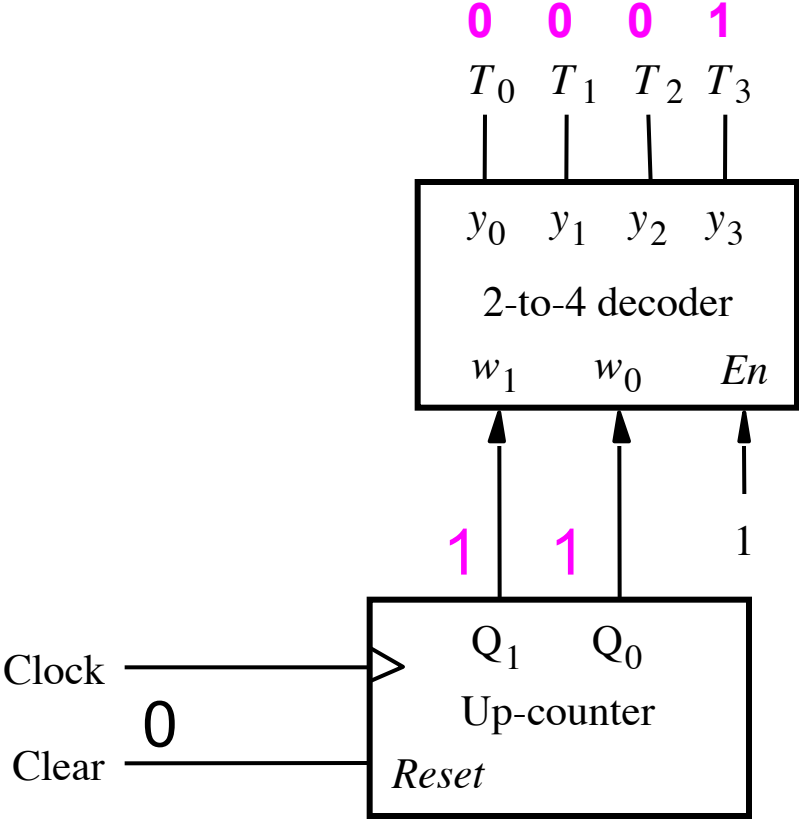 0 0 0 1
T0 T1 T2 T3
y0 y1 y2 y3
2-to-4 decoder
w1 w0 En
1 1 1
Q1 Q0
Clock
Up-counter
0
Clear
Reset